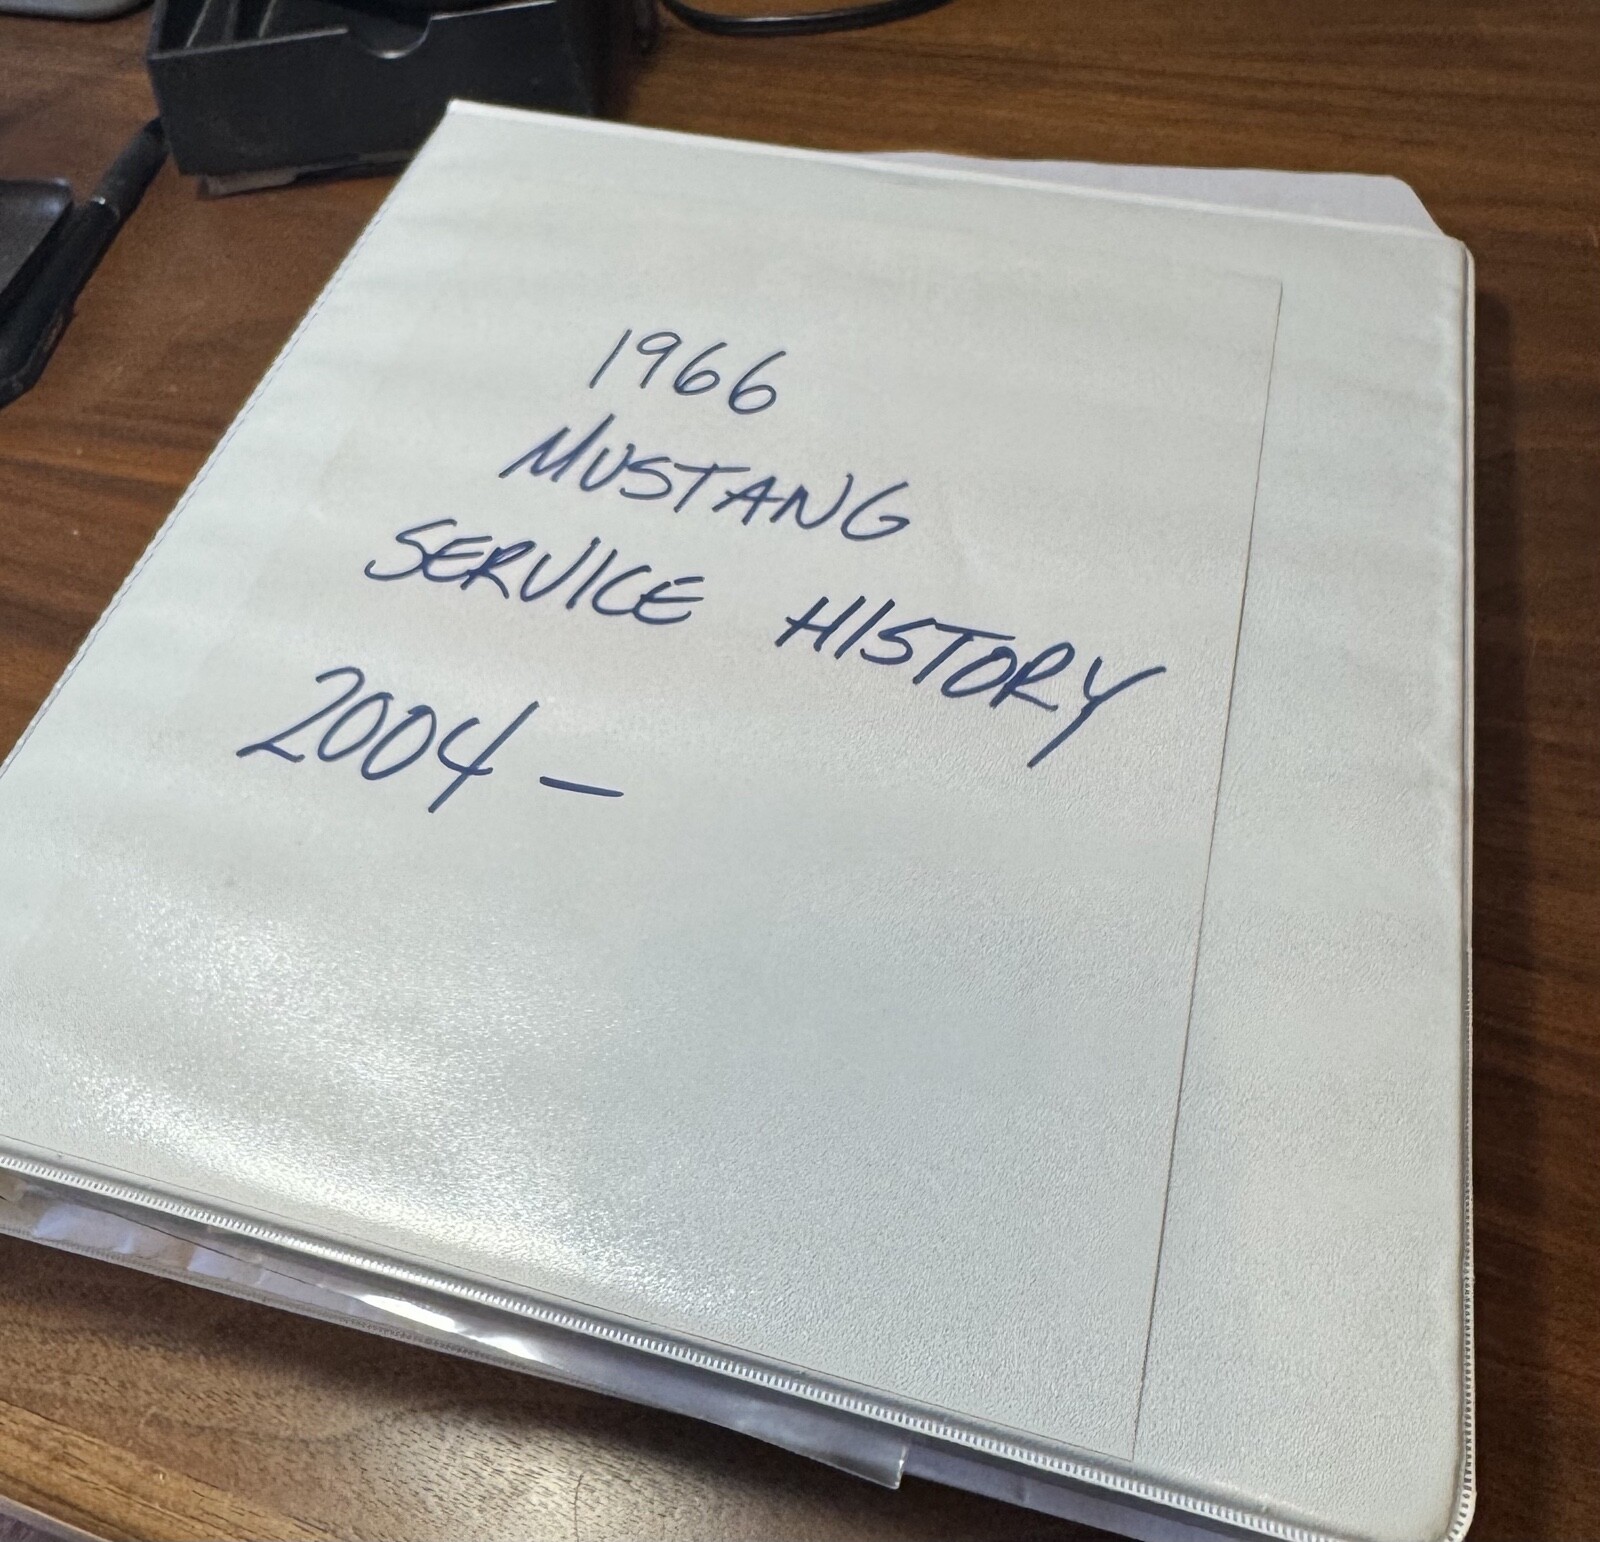 1966
MUSTANG
SERVICE HISTORY
2004 –